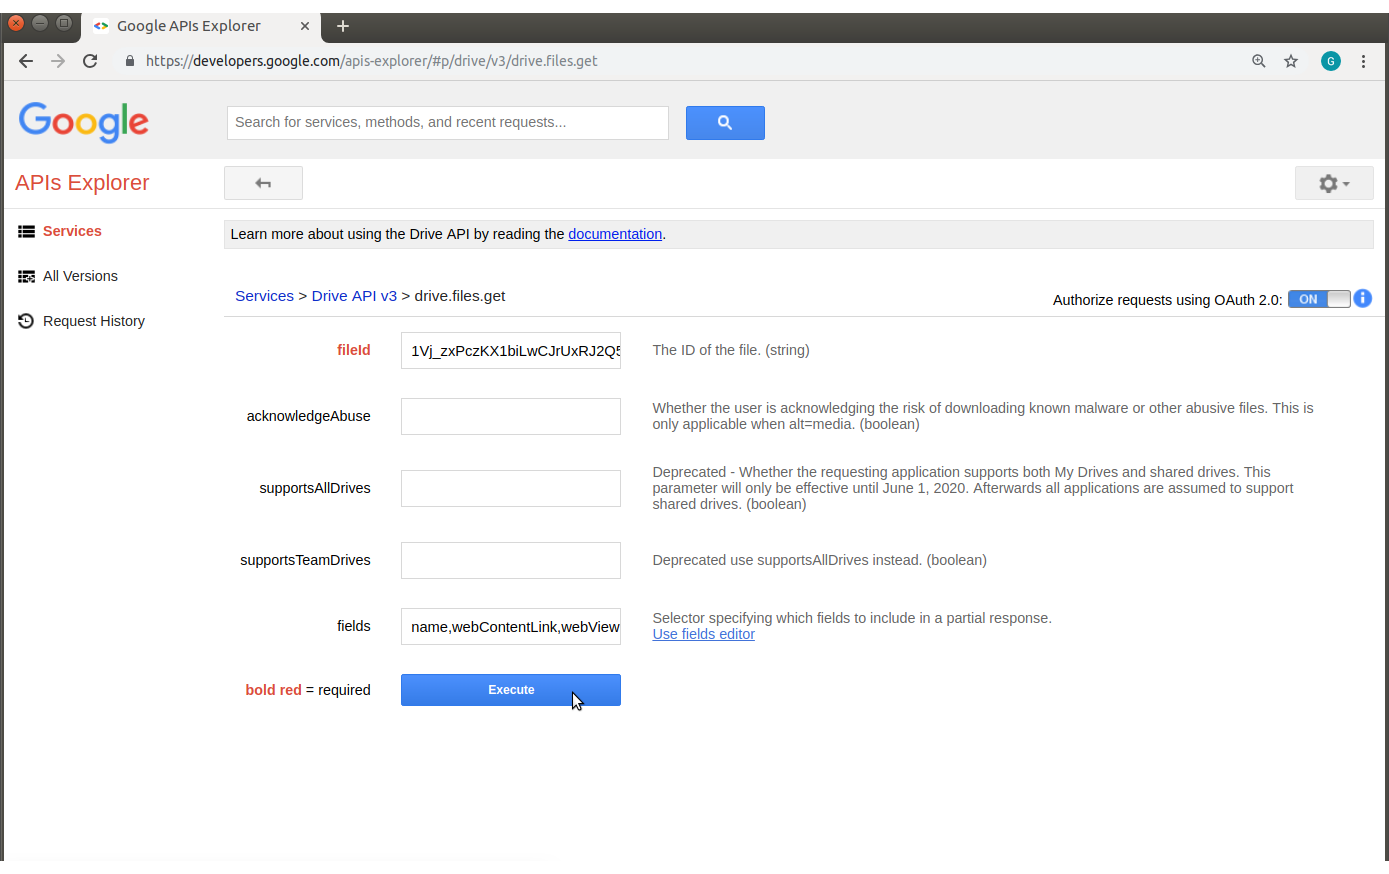 Google APIs Explorer
https://developers.google.com/apis-explorer/#p/drive/v3/drive.files.get
G
Google
Search for services, methods, and recent requests...
APIs Explorer
Services
All Versions
Request History
Learn more about using the Drive API by reading the documentation.
Services > Drive API v3 > drive.files.get
Authorize requests using OAuth 2.0: ON
fileId
1Vj_zxPczKX1biLwCJrUxRJ2Q5
The ID of the file. (string)
acknowledgeAbuse
Whether the user is acknowledging the risk of downloading known malware or other abusive files. This is
only applicable when alt=media. (boolean)
supportsAllDrives
Deprecated - Whether the requesting application supports both My Drives and shared drives. This
parameter will only be effective until June 1, 2020. Afterwards all applications are assumed to support
shared drives. (boolean)
supportsTeamDrives
Deprecated use supportsAllDrives instead. (boolean)
fields
name,webContentLink,webView
Selector specifying which fields to include in a partial response.
Use fields editor
bold red = required
Execute